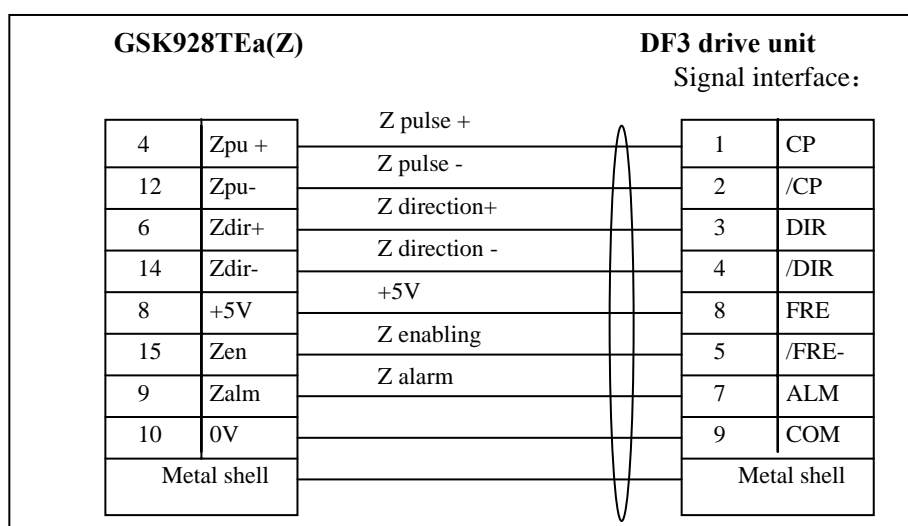 GSK928TEa(Z) DF3 drive unit
Signal interface：
Z pulse +
4 Zpu + 1 CP
Z pulse -
12 Zpu- 2 /CP
Z direction+
6 Zdir+ 3 DIR
Z direction -
14 Zdir- 4 /DIR
+5V
8 +5V 8 FRE
Z enabling
15 Zen 5 /FRE-
Z alarm
9 Zalm 7 ALM
10 0V 9 COM
Metal shell Metal shell